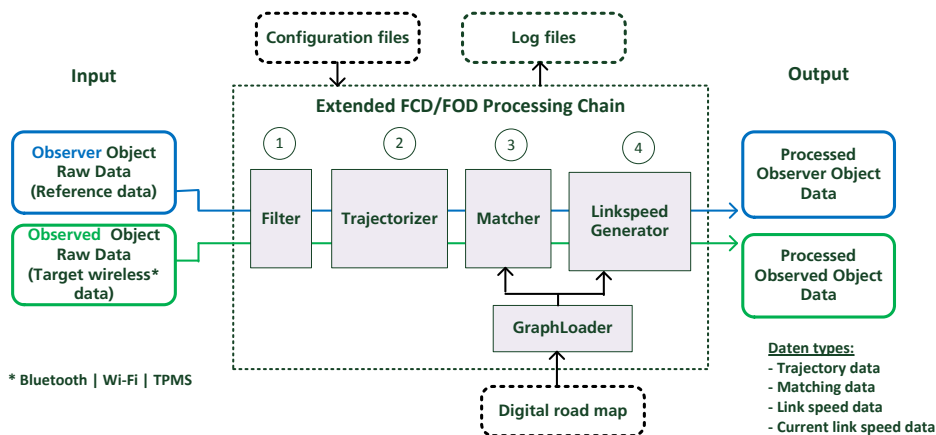 Configuration files
Log files
Input
Output
Extended FCD/FOD Processing Chain
1
2
3
4
Observer Object
Raw Data
(Reference data)
Observed Object
Raw Data
(Target wireless*
data)
Filter
Trajectorizer
Matcher
Linkspeed
Generator
Processed
Observer Object
Data
Processed
Observed Object
Data
GraphLoader
Digital road map
* Bluetooth | Wi-Fi | TPMS
Daten types:
- Trajectory data
- Matching data
- Link speed data
- Current link speed data